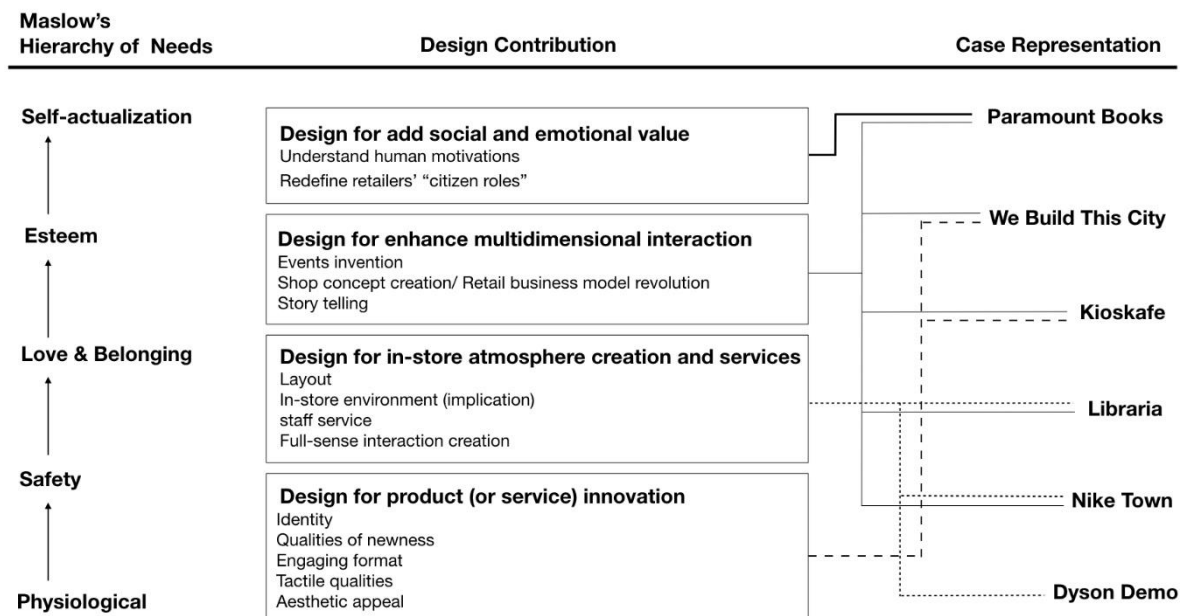 Maslow's
Hierarchy of Needs
Design Contribution
Case Representation
Self-actualization
Esteem
Love & Belonging
Safety
Physiological
Design for add social and emotional value
Understand human motivations
Redefine retailers' “citizen roles”
Design for enhance multidimensional interaction
Events invention
Shop concept creation/ Retail business model revolution
Story telling
Design for in-store atmosphere creation and services
Layout
In-store environment (implication)
staff service
Full-sense interaction creation
Design for product (or service) innovation
Identity
Qualities of newness
Engaging format
Tactile qualities
Aesthetic appeal
Paramount Books
We Build This City
Kioskafe
Libraria
Nike Town
Dyson Demo